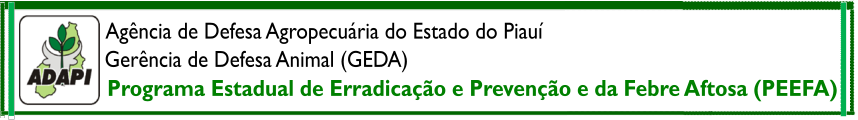 ADAPI
Agência de Defesa Agropecuária do Estado do Piauí
Gerência de Defesa Animal (GEDA)
Programa Estadual de Erradicação e Prevenção e da Febre Aftosa (PEEFA)